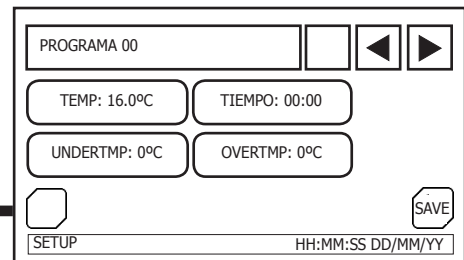 PROGRAMA 00
TEMP: 16.0ºC TIEMPO: 00:00
UNDERTMP: 0ºC OVERTMP: 0ºC
SAVE
SETUP HH:MM:SS DD/MM/YY